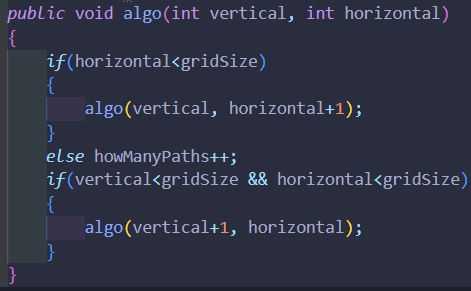 public void algo(int vertical, int horizontal)
{
if(horizontal<gridSize)
{
algo(vertical, horizontal+1);
}
else howManyPaths++;
if(vertical<gridSize && horizontal<gridSize)
{
algo(vertical+1, horizontal);
}
}